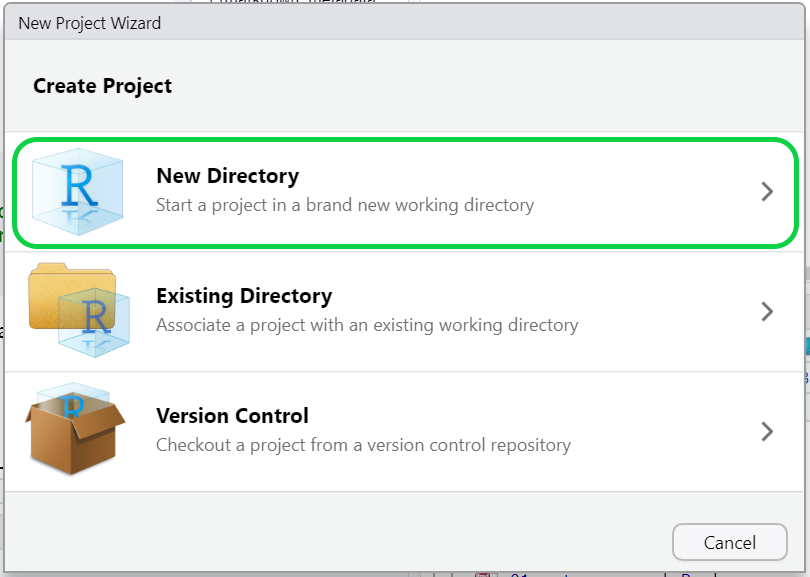 New Project Wizard
Create Project
R
New Directory
Start a project in a brand new working directory
R
Existing Directory
Associate a project with an existing working directory
R
Version Control
Checkout a project from a version control repository
Cancel